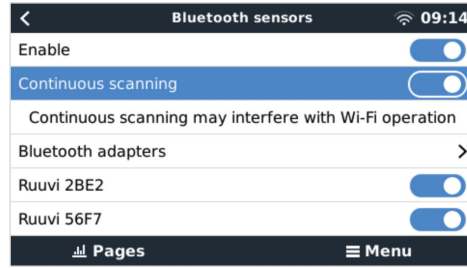 Bluetooth sensors 09:14
Enable
Continuous scanning
Continuous scanning may interfere with Wi-Fi operation
Bluetooth adapters
Ruuvi 2BE2
Ruuvi 56F7
Pages Menu